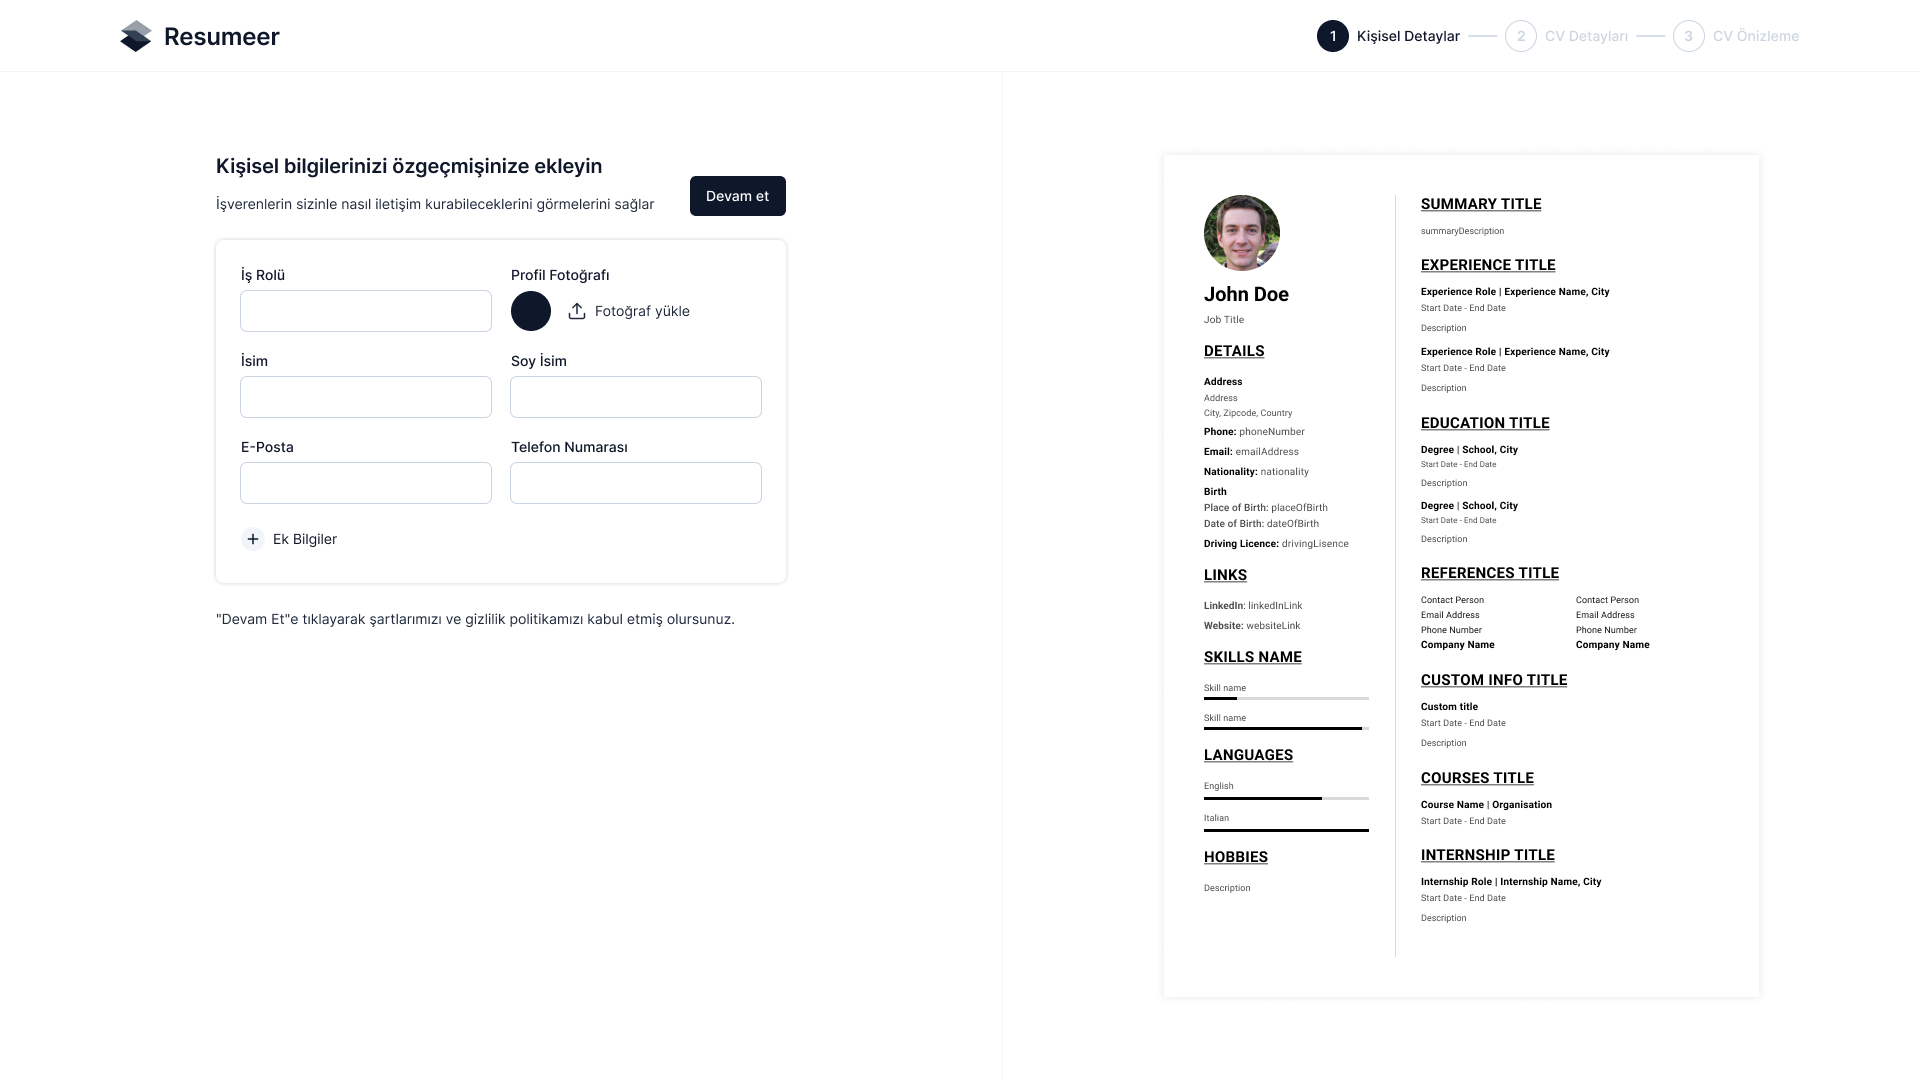 Resumeer
1 Kişisel Detaylar
2 CV Detayları
3 CV Önizleme
Kişisel bilgilerinizi özgeçmişinize ekleyin
İşverenlerin sizinle nasıl iletişim kurabileceklerini görmelerini sağlar
Devam et
İş Rolü
Profil Fotoğrafı
Fotoğraf yükle
İsim
Soy İsim
E-Posta
Telefon Numarası
Ek Bilgiler
"Devam Et"e tıklayarak şartlarımızı ve gizlilik politikamızı kabul etmiş olursunuz.
John Doe
Job Title
DETAILS
Address
Address
City, Zipcode, Country
Phone: phoneNumber
Email: emailAddress
Nationality: nationality
Birth
Place of Birth: placeOfBirth
Date of Birth: dateOfBirth
Driving Licence: drivingLisence
LINKS
LinkedIn: linkedInLink
Website: websiteLink
SKILLS NAME
Skill name
Skill name
LANGUAGES
English
Italian
HOBBIES
Description
SUMMARY TITLE
summaryDescription
EXPERIENCE TITLE
Experience Role | Experience Name, City
Start Date - End Date
Description
Experience Role | Experience Name, City
Start Date - End Date
Description
EDUCATION TITLE
Degree | School, City
Start Date - End Date
Description
Degree | School, City
Start Date - End Date
Description
REFERENCES TITLE
Contact Person
Email Address
Phone Number
Company Name
Contact Person
Email Address
Phone Number
Company Name
CUSTOM INFO TITLE
Custom title
Start Date - End Date
Description
COURSES TITLE
Course Name | Organisation
Start Date - End Date
INTERNSHIP TITLE
Internship Role | Internship Name, City
Start Date - End Date
Description